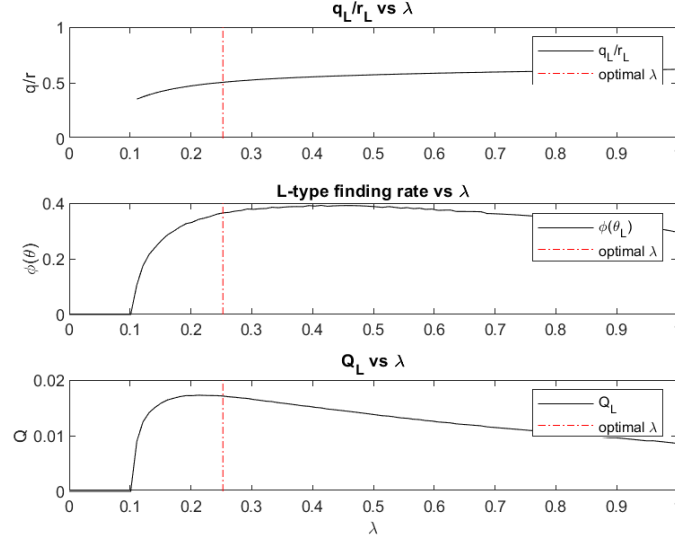 q_L/r_L vs λ
1
0.5
0
q/r
q_L/r_L
optimal λ
0 0.1 0.2 0.3 0.4 0.5 0.6 0.7 0.8 0.9 1
L-type finding rate vs λ
0.4
0.2
0
ϕ(θ)
ϕ(θ_L)
optimal λ
0 0.1 0.2 0.3 0.4 0.5 0.6 0.7 0.8 0.9 1
Q_L vs λ
0.02
0.01
0
Q
Q_L
optimal λ
0 0.1 0.2 0.3 0.4 0.5 0.6 0.7 0.8 0.9 1
λ